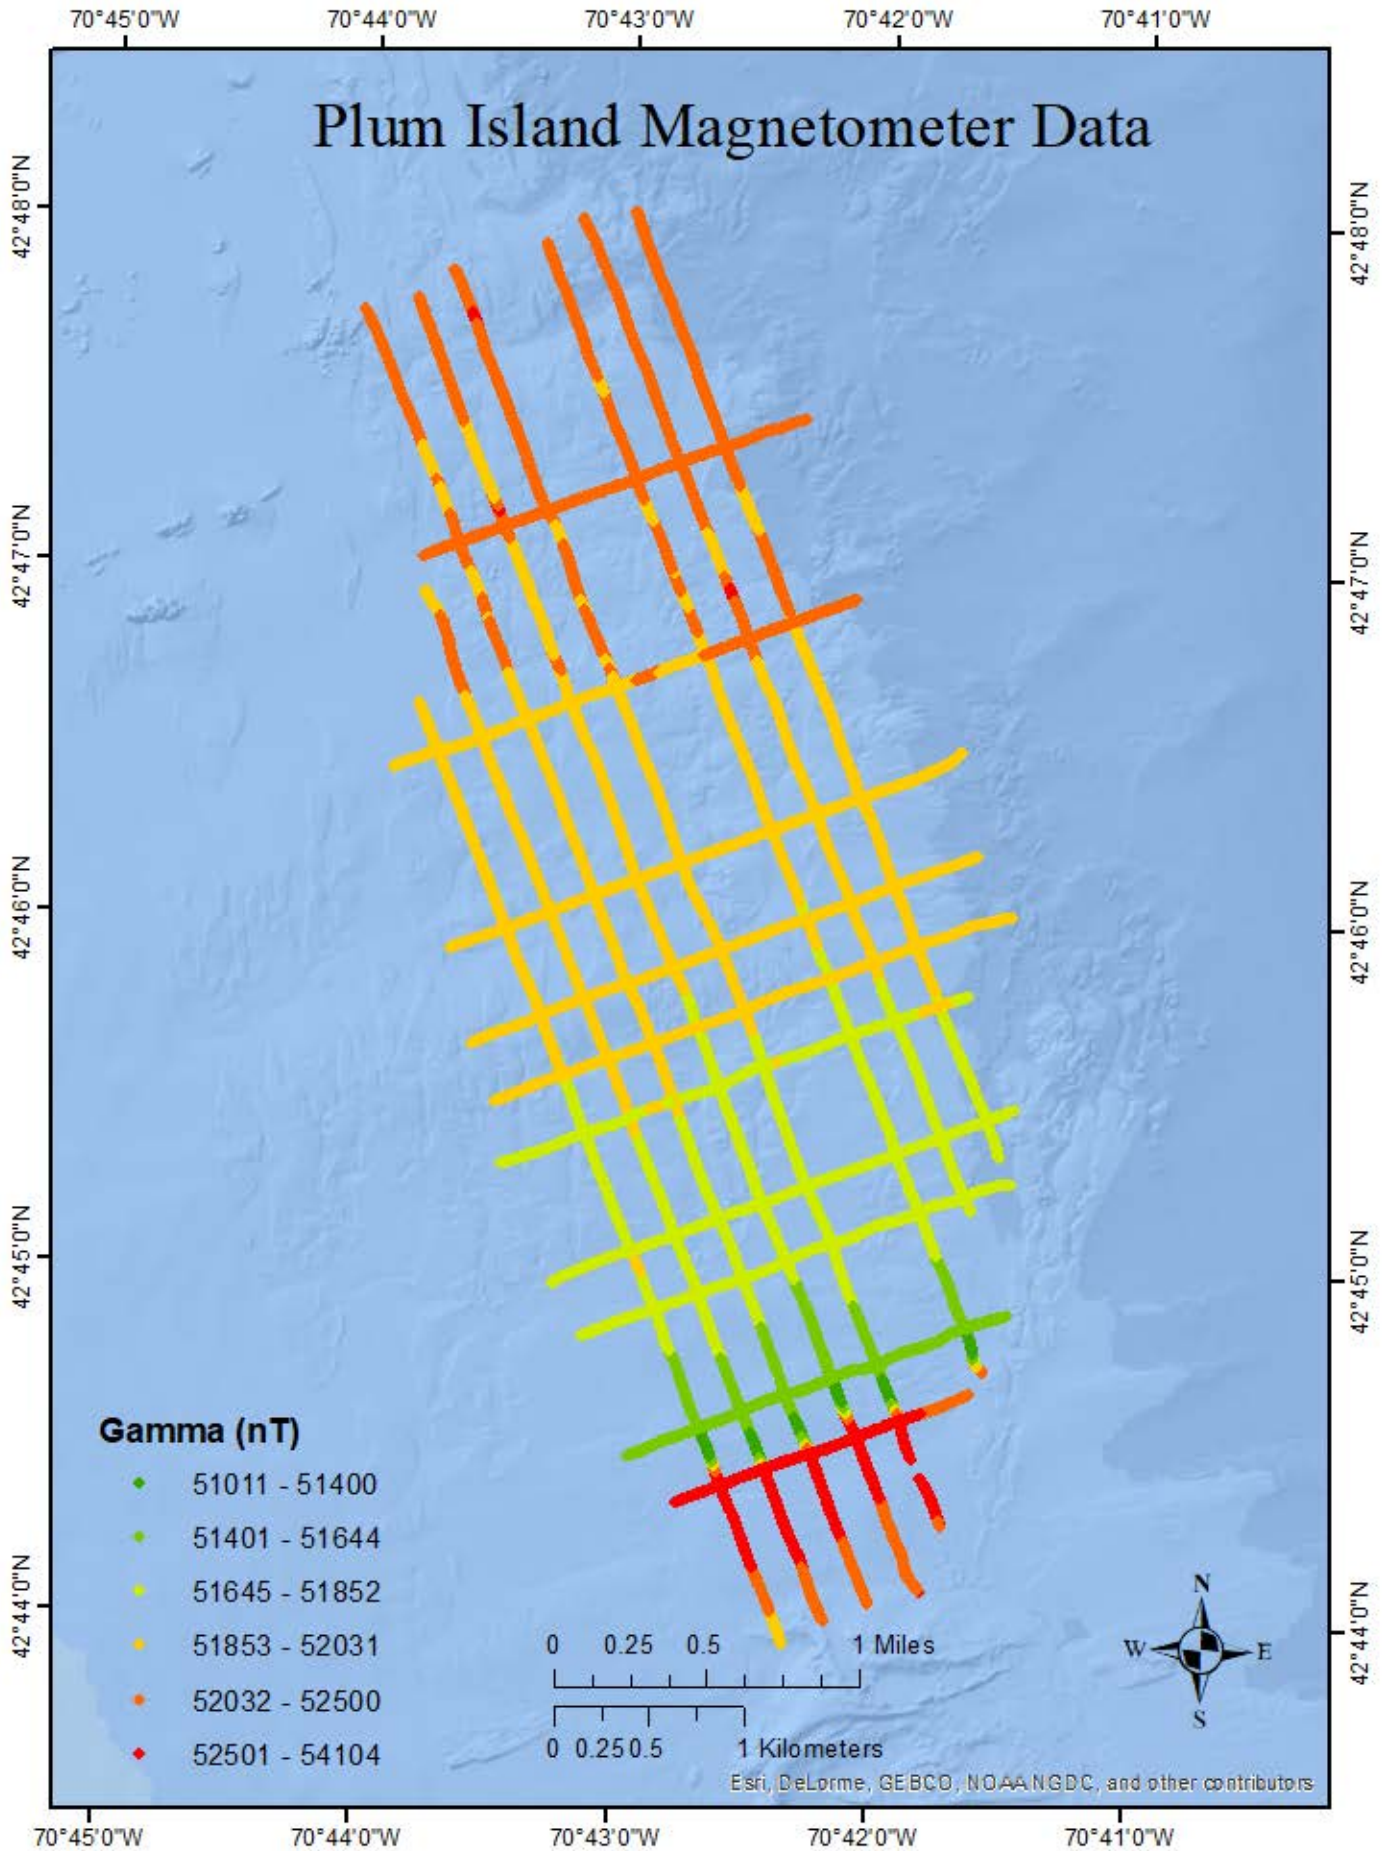 70°45'0"W 70°44'0"W 70°43'0"W 70°42'0"W 70°41'0"W
Plum Island Magnetometer Data
42°48'0"N
42°48'0"N
42°47'0"N
42°47'0"N
42°46'0"N
42°46'0"N
42°45'0"N
42°45'0"N
42°44'0"N
42°44'0"N
Gamma (nT)
51011 - 51400
51401 - 51644
51645 - 51852
51853 - 52031
52032 - 52500
52501 - 54104
0 0.25 0.5 1 Miles
0 0.25 0.5 1 Kilometers
N
W E
S
Esri, DeLorme, GEBCO, NOAA NGDC, and other contributors
70°45'0"W 70°44'0"W 70°43'0"W 70°42'0"W 70°41'0"W